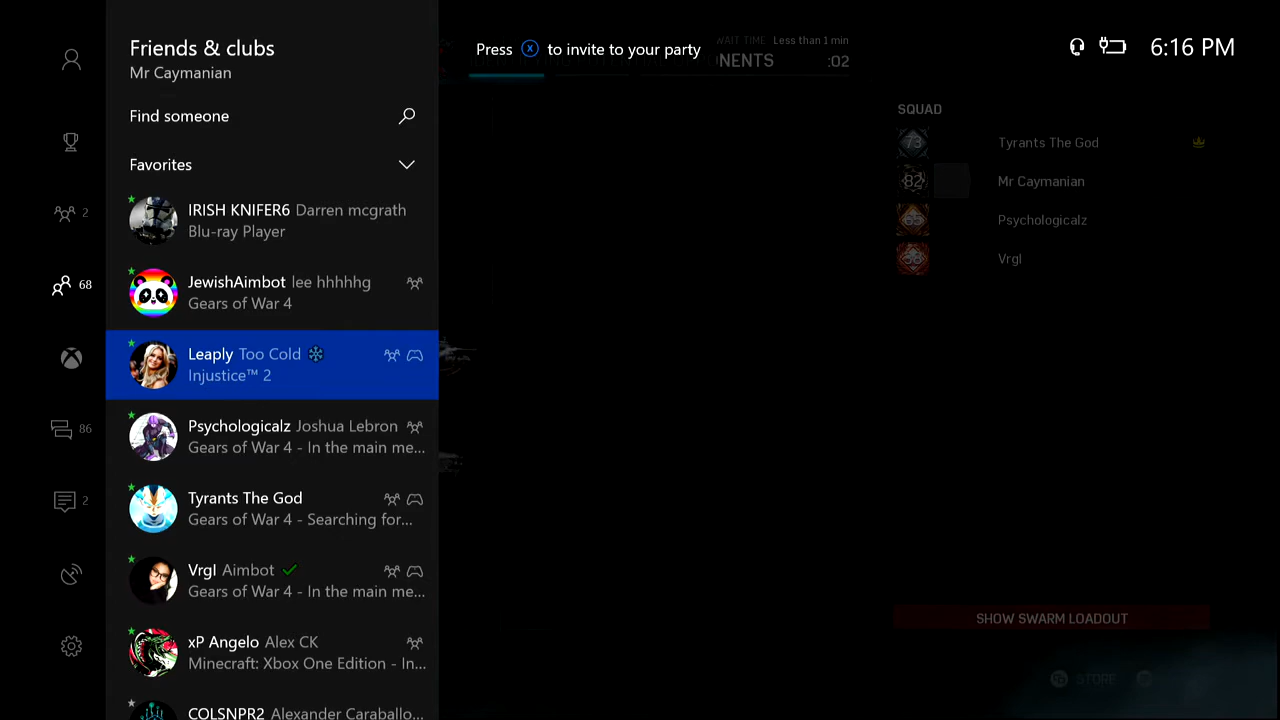 Friends & clubs
Mr Caymanian
Find someone
Favorites
IRISH KNIFER6 Darren mcgrath
Blu-ray Player
JewishAimbot lee hhhhhg
Gears of War 4
Leaply Too Cold
Injustice™ 2
Psychologicalz Joshua Lebron
Gears of War 4 - In the main me...
Tyrants The God
Gears of War 4 - Searching for...
Vrgl Aimbot
Gears of War 4 - In the main me...
xP Angelo Alex CK
Minecraft: Xbox One Edition - In...
COLSNPR2 Alexander Caraballo...
2
68
86
2
Press X to invite to your party
WAIT TIME Less than 1 min
NENTS :02
6:16 PM
SQUAD
73 Tyrants The God
82 Mr Caymanian
65 Psychologicalz
Vrgl
SHOW SWARM LOADOUT
STORE